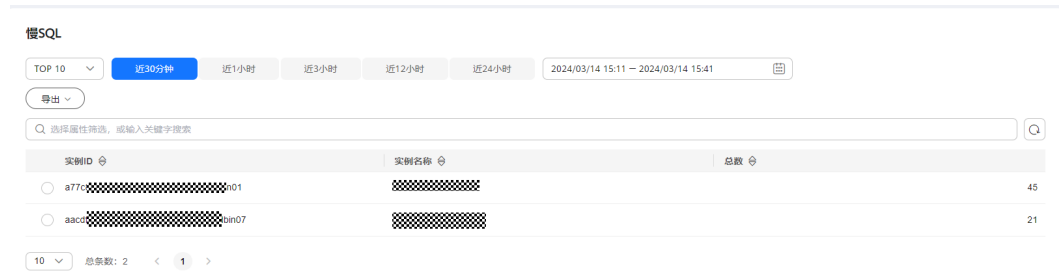 慢SQL
TOP 10 近30分钟 近1小时 近3小时 近12小时 近24小时 2024/03/14 15:11 – 2024/03/14 15:41
导出
选择属性筛选，或输入关键字搜索
实例ID 实例名称 总数
a77c n01 45
aacd bin07 21
10 总条数: 2 < 1 >